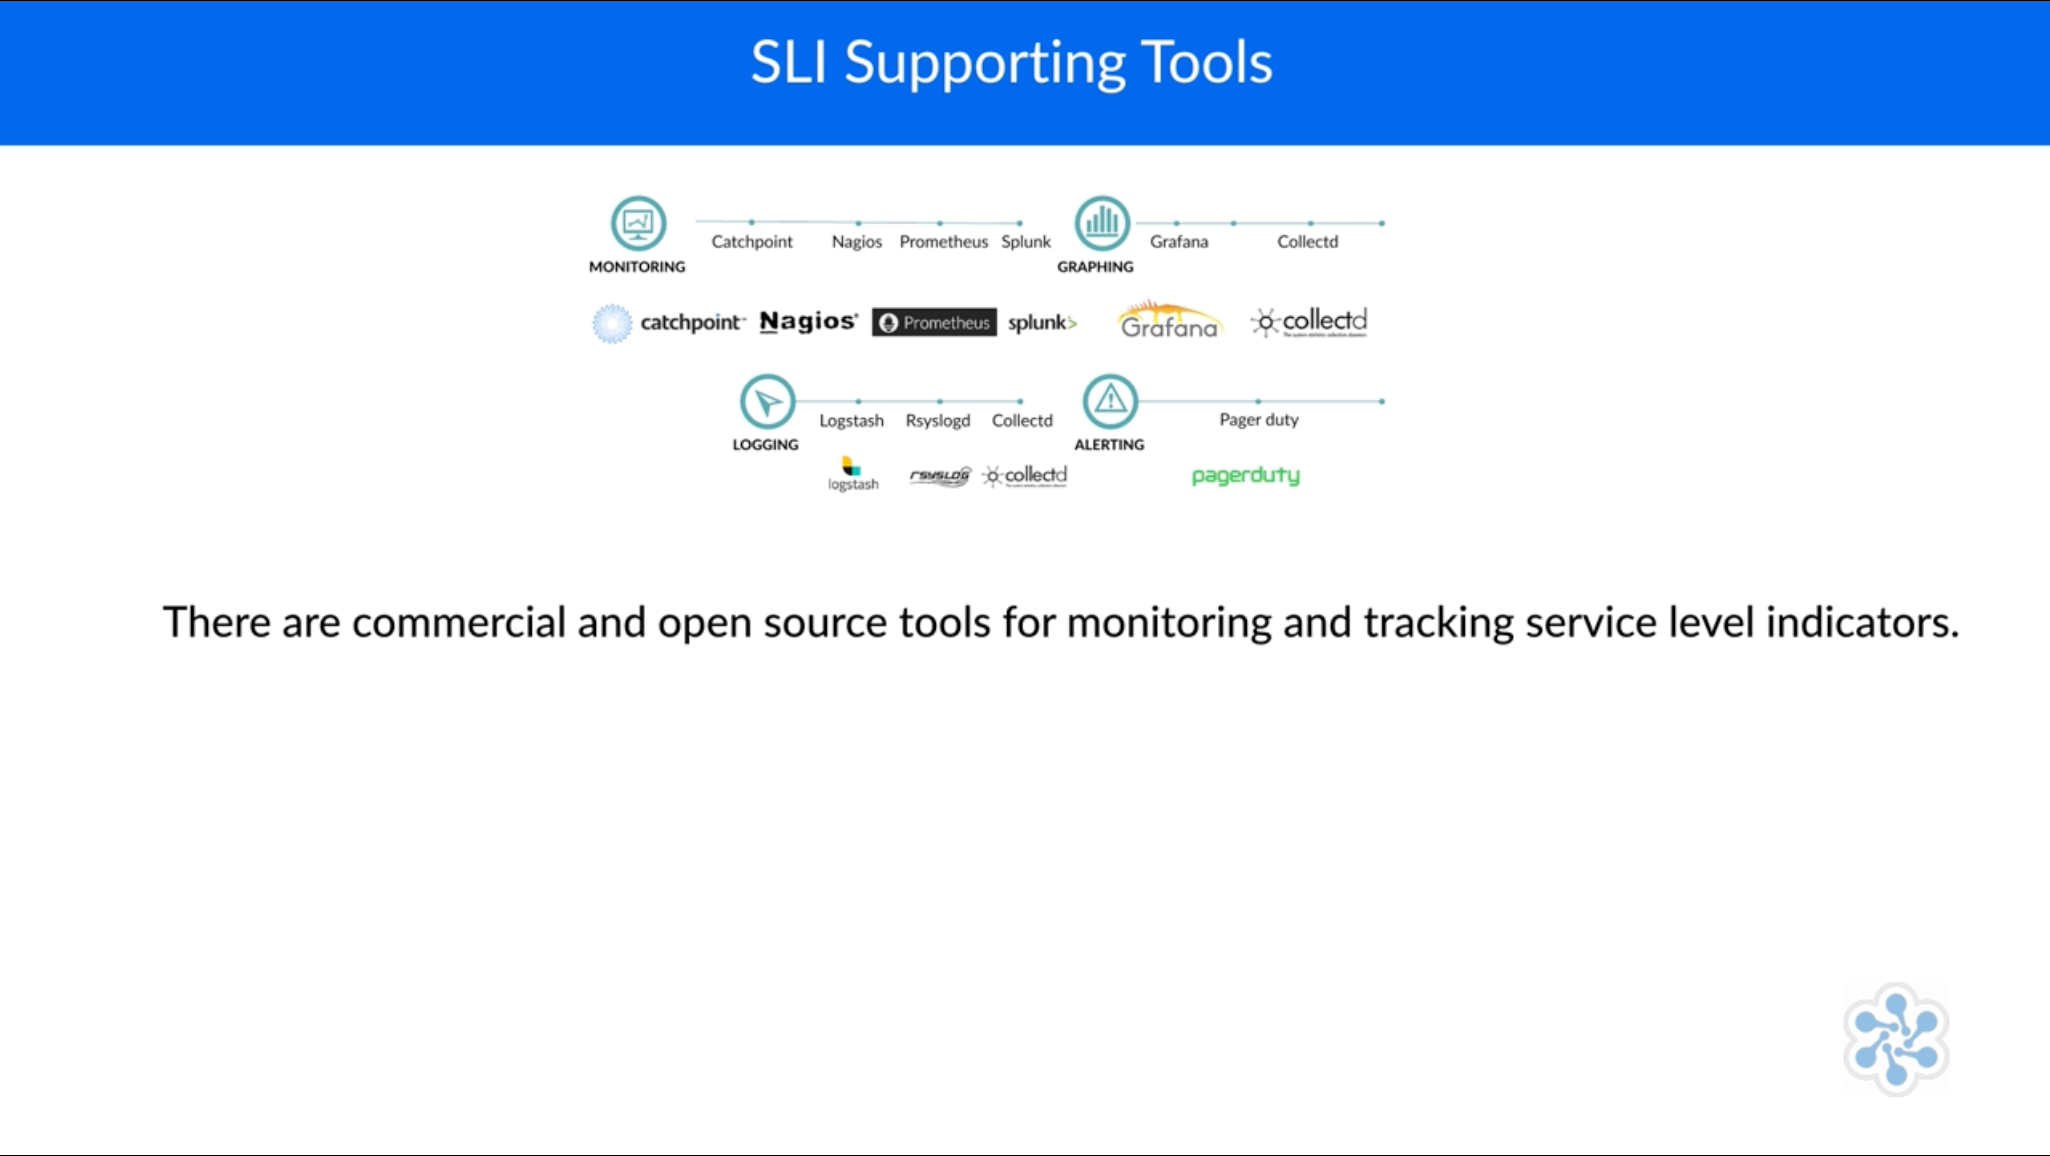 SLI Supporting Tools
Catchpoint Nagios Prometheus Splunk Grafana Collectd
MONITORING GRAPHING
catchpoint Nagios® Prometheus splunk> Grafana collectd
Logstash Rsyslogd Collectd Pager duty
LOGGING ALERTING
logstash rsyslog collectd pagerduty
There are commercial and open source tools for monitoring and tracking service level indicators.